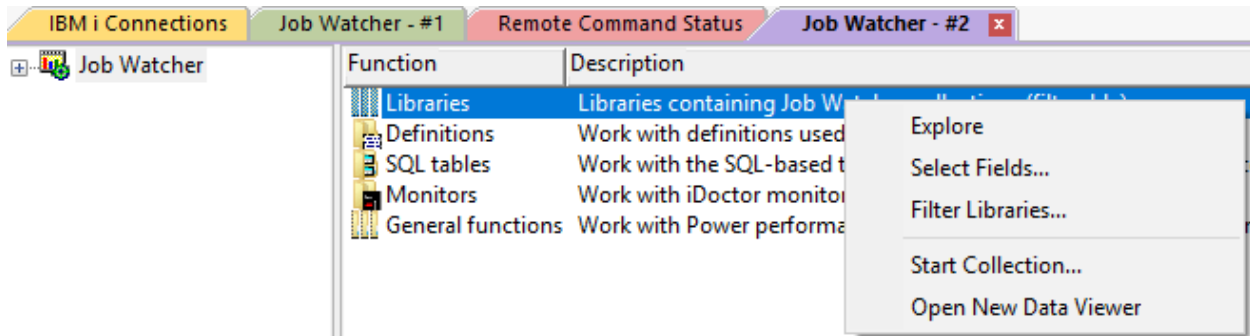 IBM i Connections Job Watcher - #1 Remote Command Status Job Watcher - #2
Job Watcher
Function Description
Libraries Libraries containing Job
Definitions Work with definitions used
SQL tables Work with the SQL-based
Monitors Work with iDoctor
General functions Work with Power
Explore
Select Fields...
Filter Libraries...
Start Collection...
Open New Data Viewer